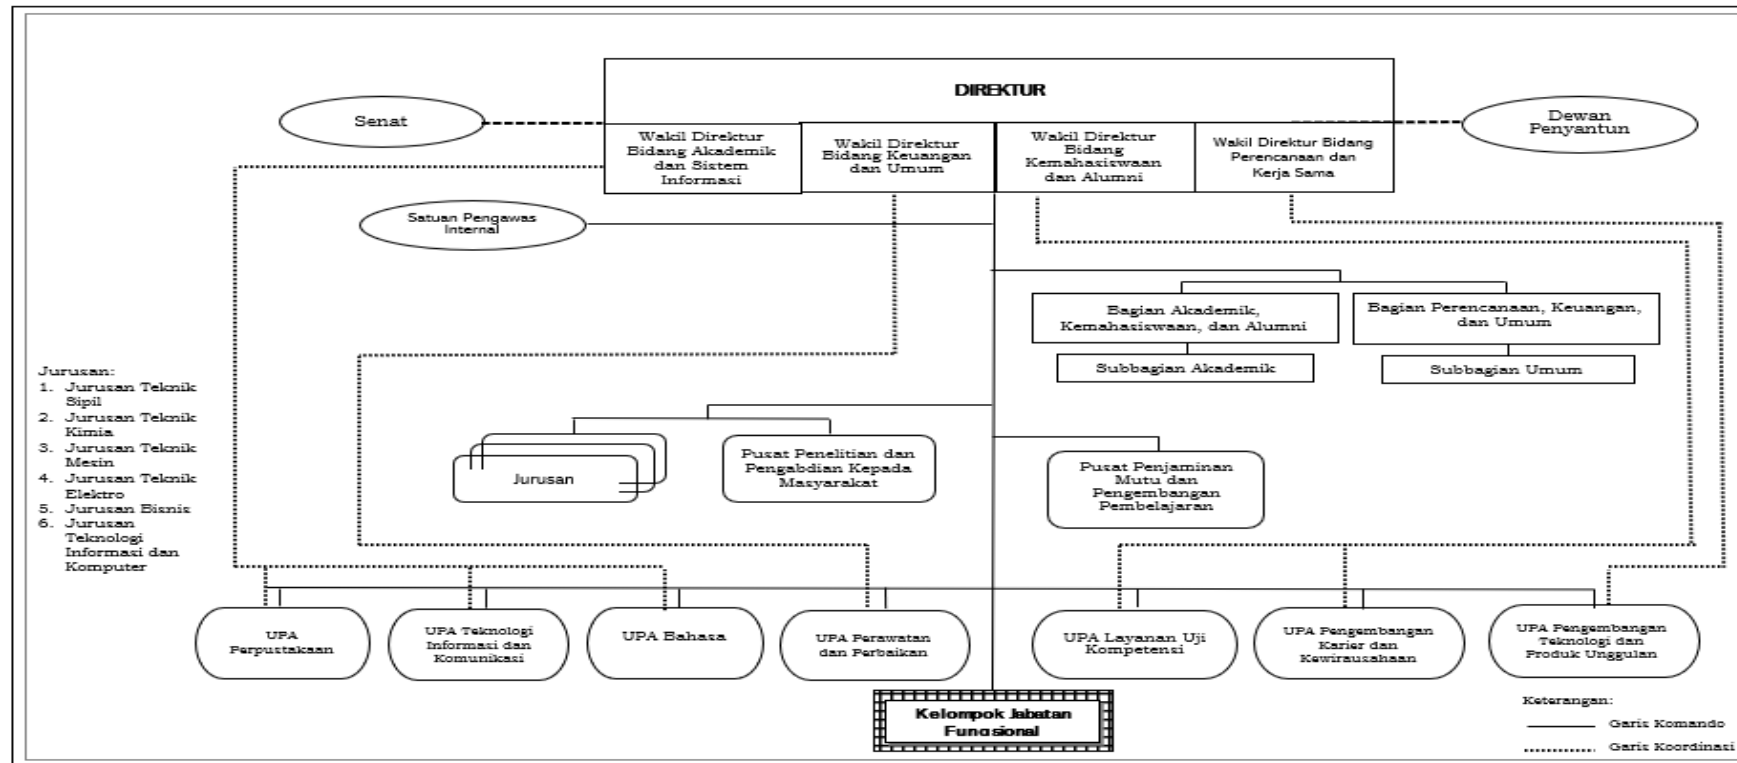 DIREKTUR
Senat
Dewan
Penyantun
Wakil Direktur
Bidang Akademik
dan Sistem
Informasi
Wakil Direktur
Bidang Keuangan
dan Umum
Wakil Direktur
Bidang
Kemahasiswaan
dan Alumni
Wakil Direktur Bidang
Perencanaan dan
Kerja Sama
Satuan Pengawas
Internal
Bagian Akademik,
Kemahasiswaan, dan Alumni
Bagian Perencanaan, Keuangan,
dan Umum
Subbagian Akademik
Subbagian Umum
Jurusan:
1. Jurusan Teknik
Sipil
2. Jurusan Teknik
Kimia
3. Jurusan Teknik
Mesin
4. Jurusan Teknik
Elektro
5. Jurusan Bisnis
6. Jurusan
Teknologi
Informasi dan
Komputer
Jurusan
Pusat Penelitian dan
Pengabdian Kepada
Masyarakat
Pusat Penjaminan
Mutu dan
Pengembangan
Pembelajaran
UPA
Perpustakaan
UPA Teknologi
Informasi dan
Komunikasi
UPA Bahasa
UPA Perawatan
dan Perbaikan
UPA Layanan Uji
Kompetensi
UPA Pengembangan
Karier dan
Kewirausahaan
UPA Pengembangan
Teknologi dan
Produk Unggulan
Kelompok Jabatan
Fungsional
Keterangan:
Garis Komando
Garis Koordinasi